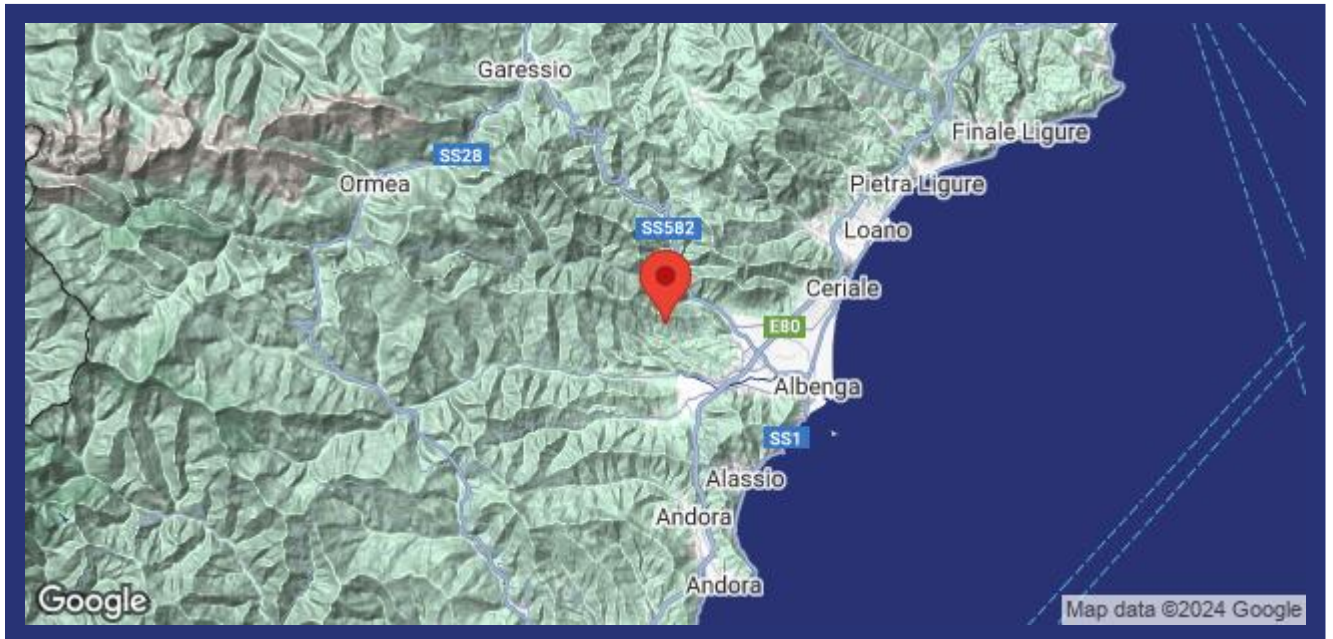 Garessio
Finale Ligure
SS28
Ormea
Pietra Ligure
SS582
Loano
Ceriale
E80
Albenga
SS1
Alassio
Andora
Andora
Google
Map data ©2024 Google